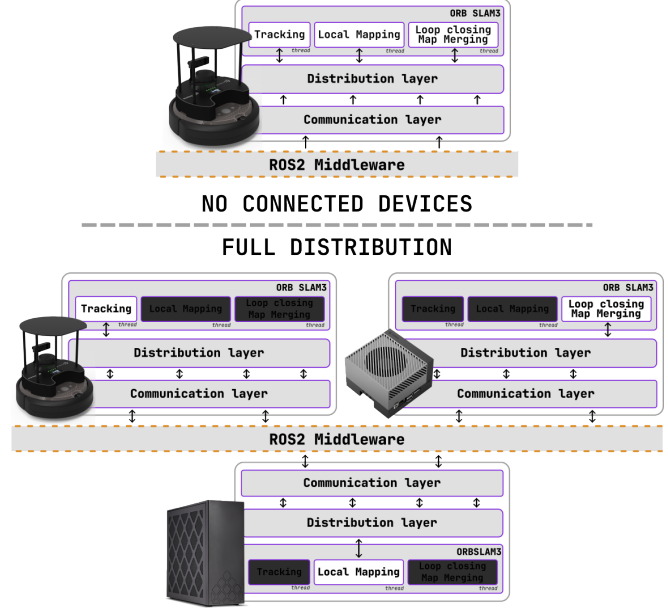 ORB SLAM3
Tracking
thread
Local Mapping
thread
Loop closing
Map Merging
thread
Distribution layer
Communication layer
ROS2 Middleware
NO CONNECTED DEVICES
FULL DISTRIBUTION
ORB SLAM3
Tracking
thread
Local Mapping
thread
Loop closing
Map Merging
thread
Distribution layer
Communication layer
ORB SLAM3
Tracking
thread
Local Mapping
thread
Loop closing
Map Merging
thread
Distribution layer
Communication layer
ROS2 Middleware
Communication layer
Distribution layer
ORBSLAM3
Tracking
thread
Local Mapping
thread
Loop closing
Map Merging
thread